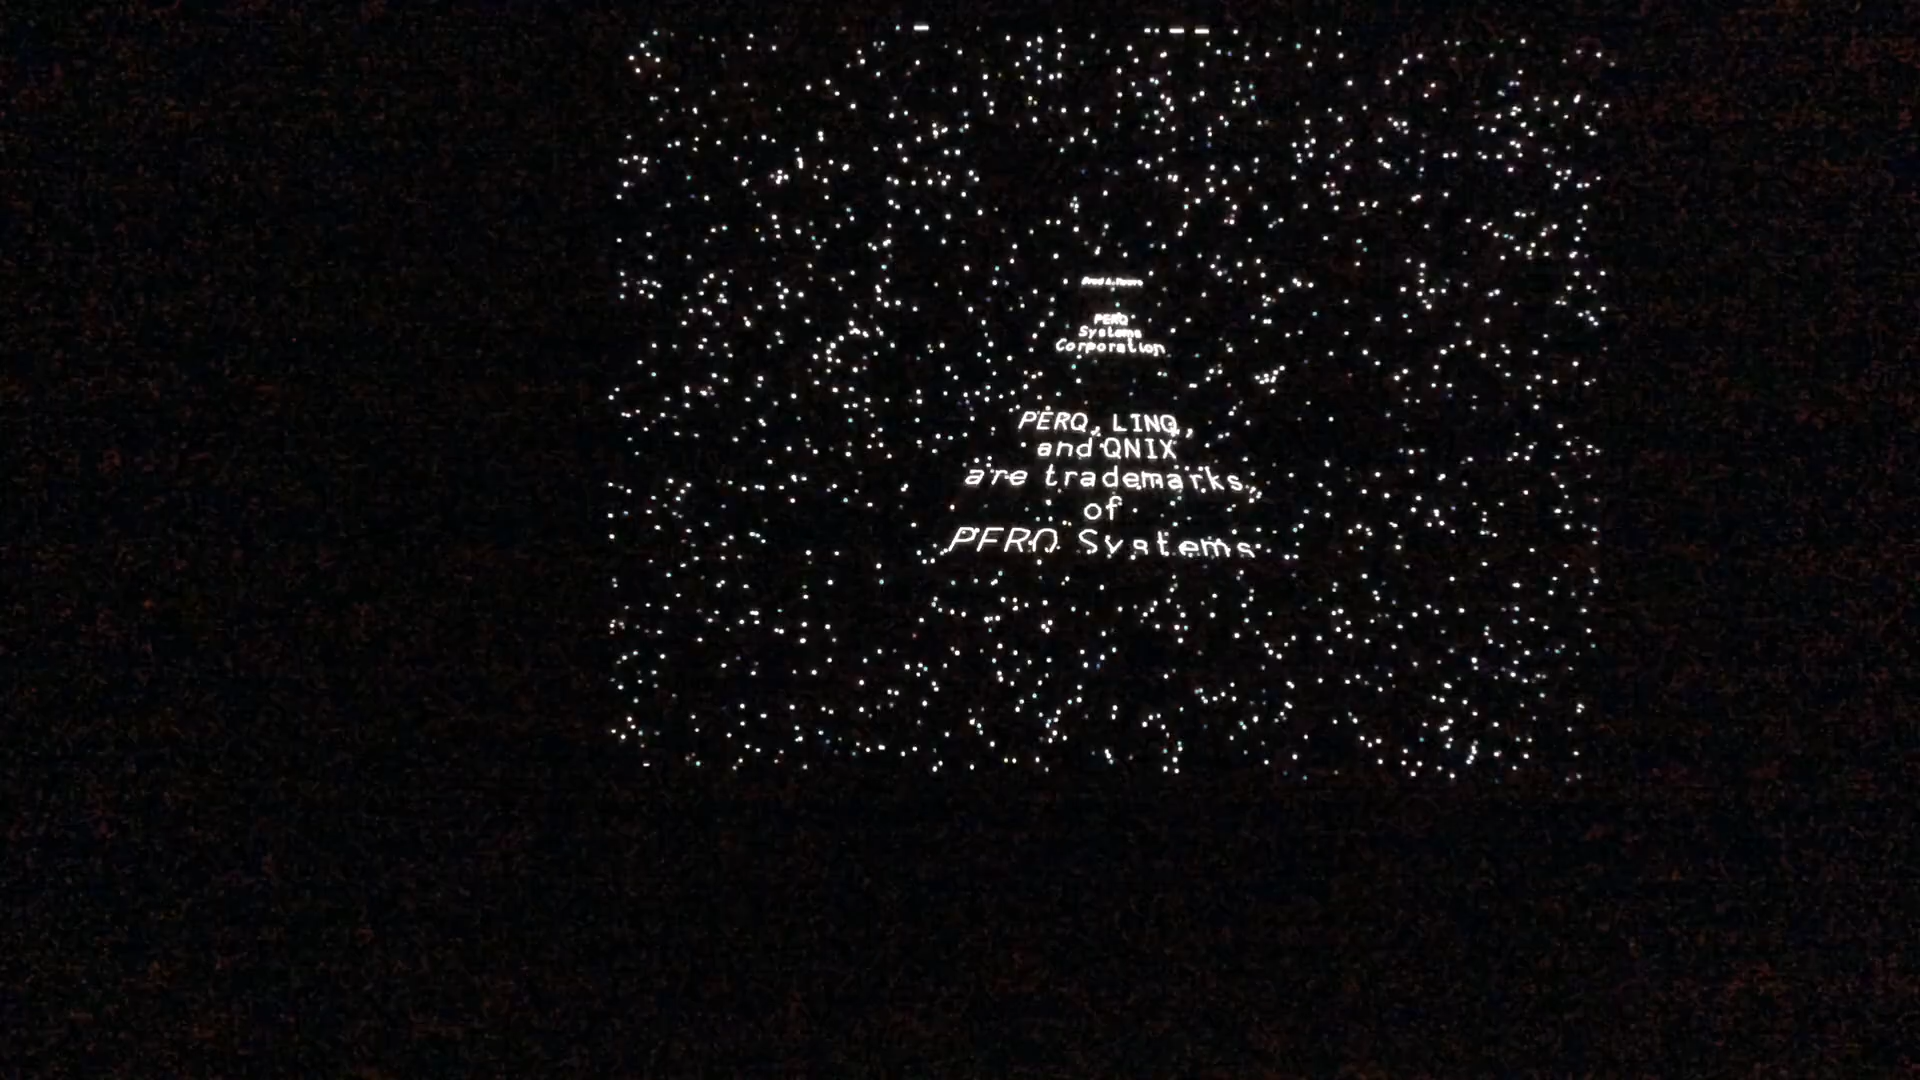 PERQ
Systems
Corporation
PERQ, LINQ,
and QNIX
are trademarks
of
PERQ Systems